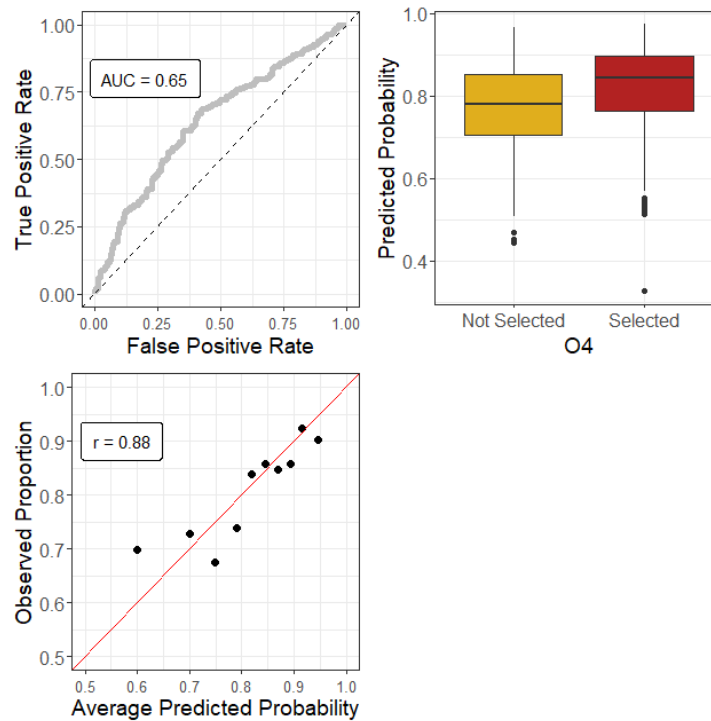 1.00
0.75
0.50
0.25
0.00
True Positive Rate
AUC = 0.65
0.00 0.25 0.50 0.75 1.00
False Positive Rate
1.0
0.8
0.6
0.4
Predicted Probability
Not Selected Selected
O4
1.0
0.9
0.8
0.7
0.6
0.5
Observed Proportion
r = 0.88
0.5 0.6 0.7 0.8 0.9 1.0
Average Predicted Probability